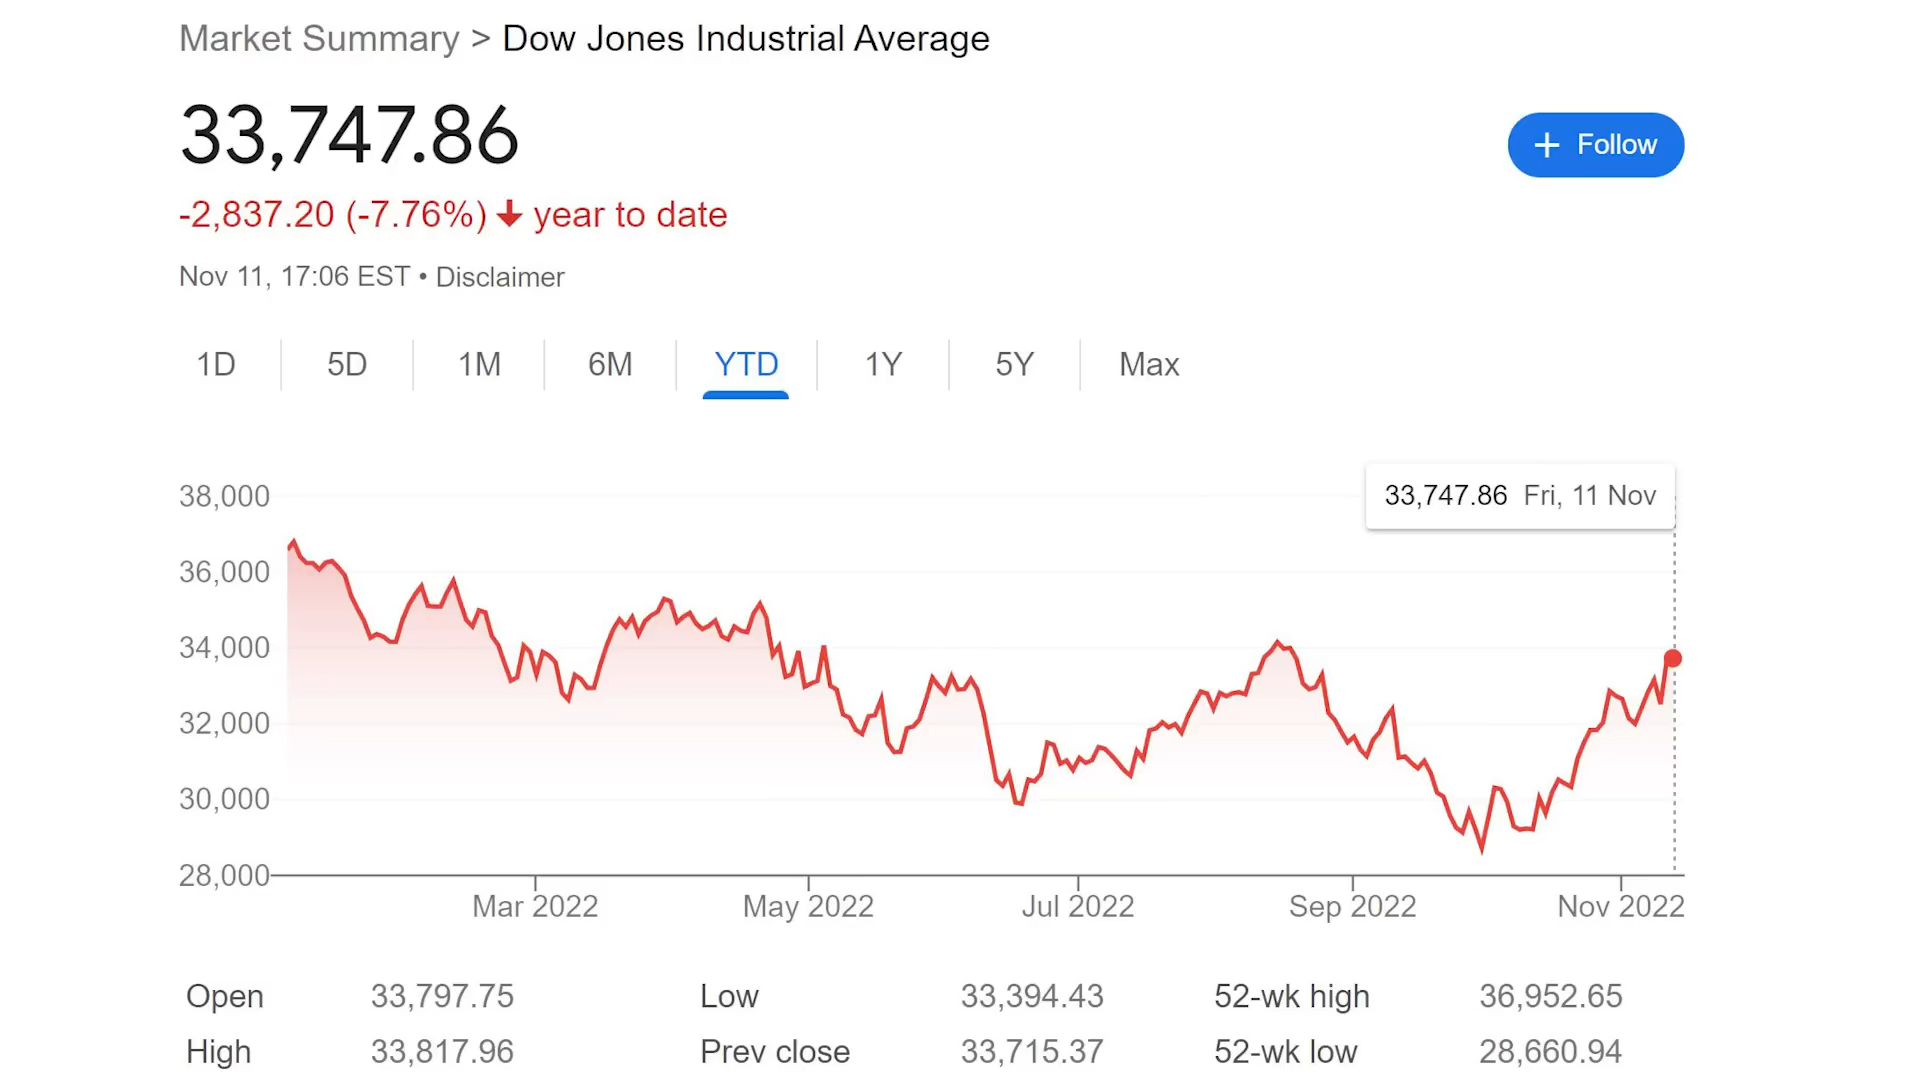 Market Summary > Dow Jones Industrial Average
33,747.86
+ Follow
-2,837.20 (-7.76%) ↓ year to date
Nov 11, 17:06 EST • Disclaimer
1D 5D 1M 6M YTD 1Y 5Y Max
33,747.86 Fri, 11 Nov
38,000
36,000
34,000
32,000
30,000
28,000
Mar 2022 May 2022 Jul 2022 Sep 2022 Nov 2022
Open 33,797.75 Low 33,394.43 52-wk high 36,952.65
High 33,817.96 Prev close 33,715.37 52-wk low 28,660.94